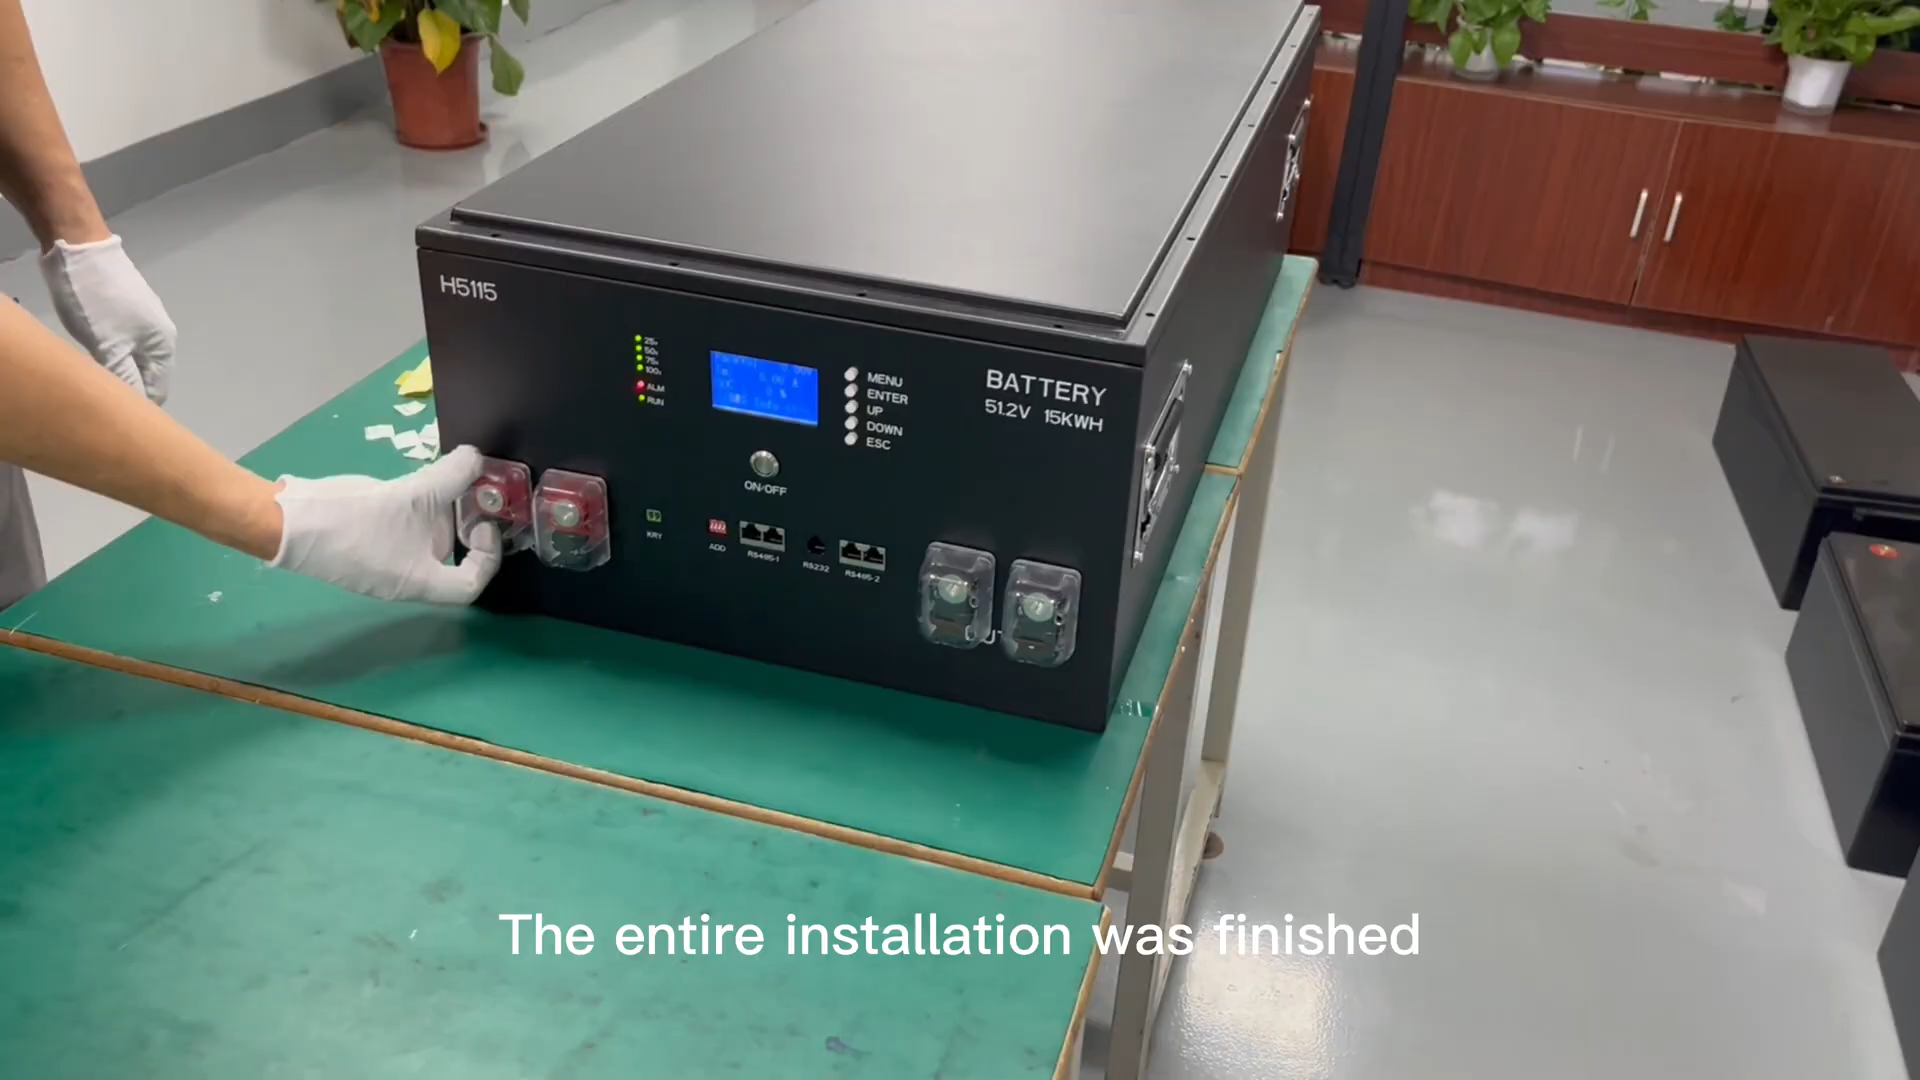 H5115
25%
50%
75%
100%
ALM
RUN
MENU
ENTER
UP
DOWN
ESC
BATTERY
51.2V 15KWH
ON/OFF
KRY
ADD
RS485-1
RS232
RS485-2
The entire installation was finished